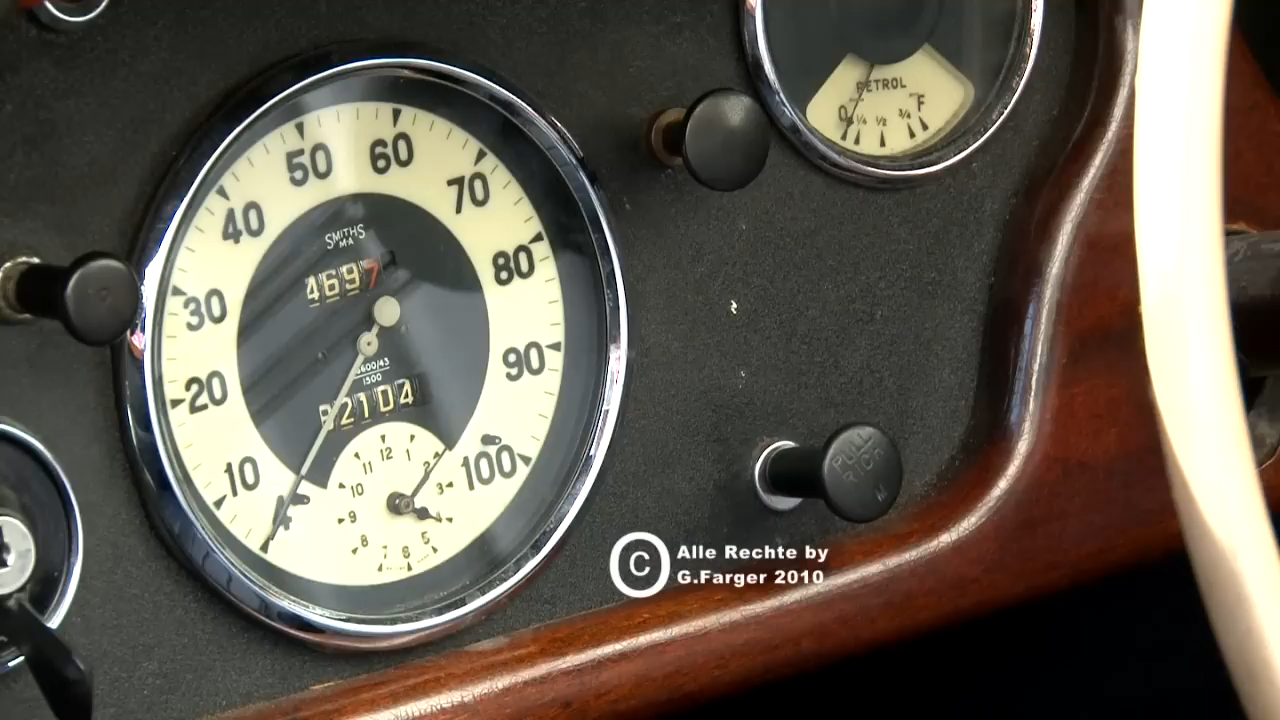 PETROL
0 1/4 1/2 3/4 F
10 20 30 40 50 60 70 80 90 100
SMITHS
M·A
4697
1500
2104
12 1 2 3 5 6 7 8 9 10 11
PULL
Alle Rechte by
G.Farger 2010